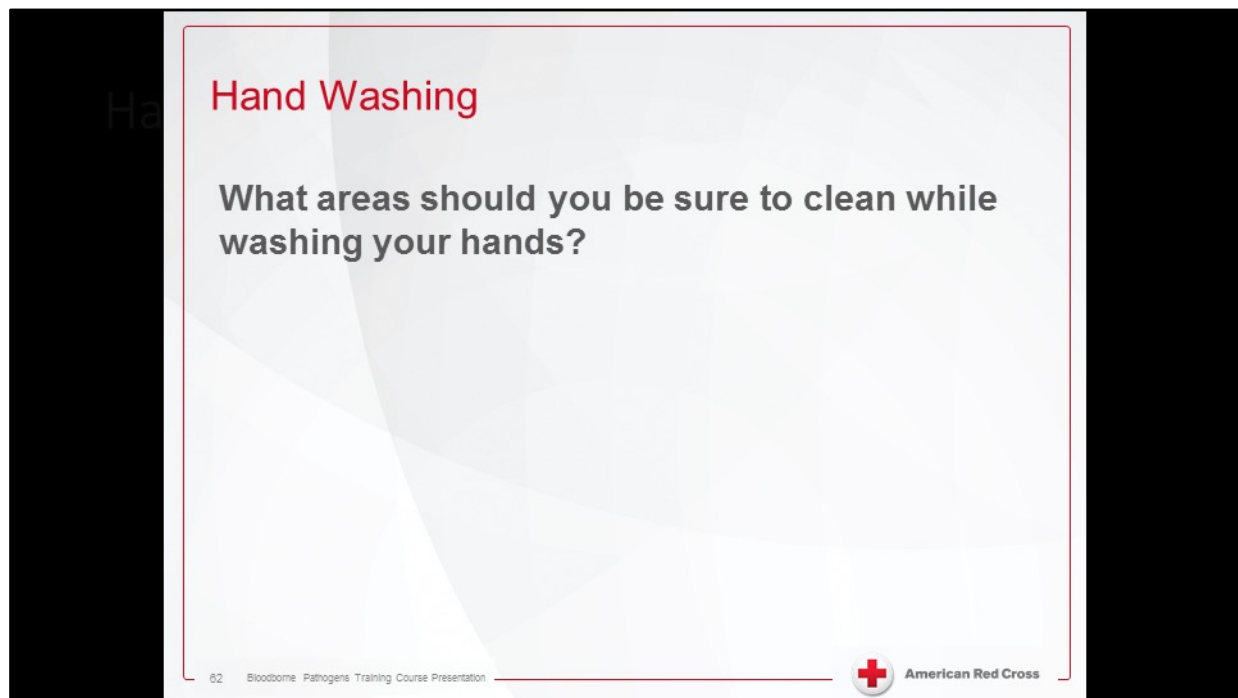 Ha
Hand Washing
What areas should you be sure to clean while
washing your hands?
62 Bloodborne Pathogens Training Course Presentation
American Red Cross